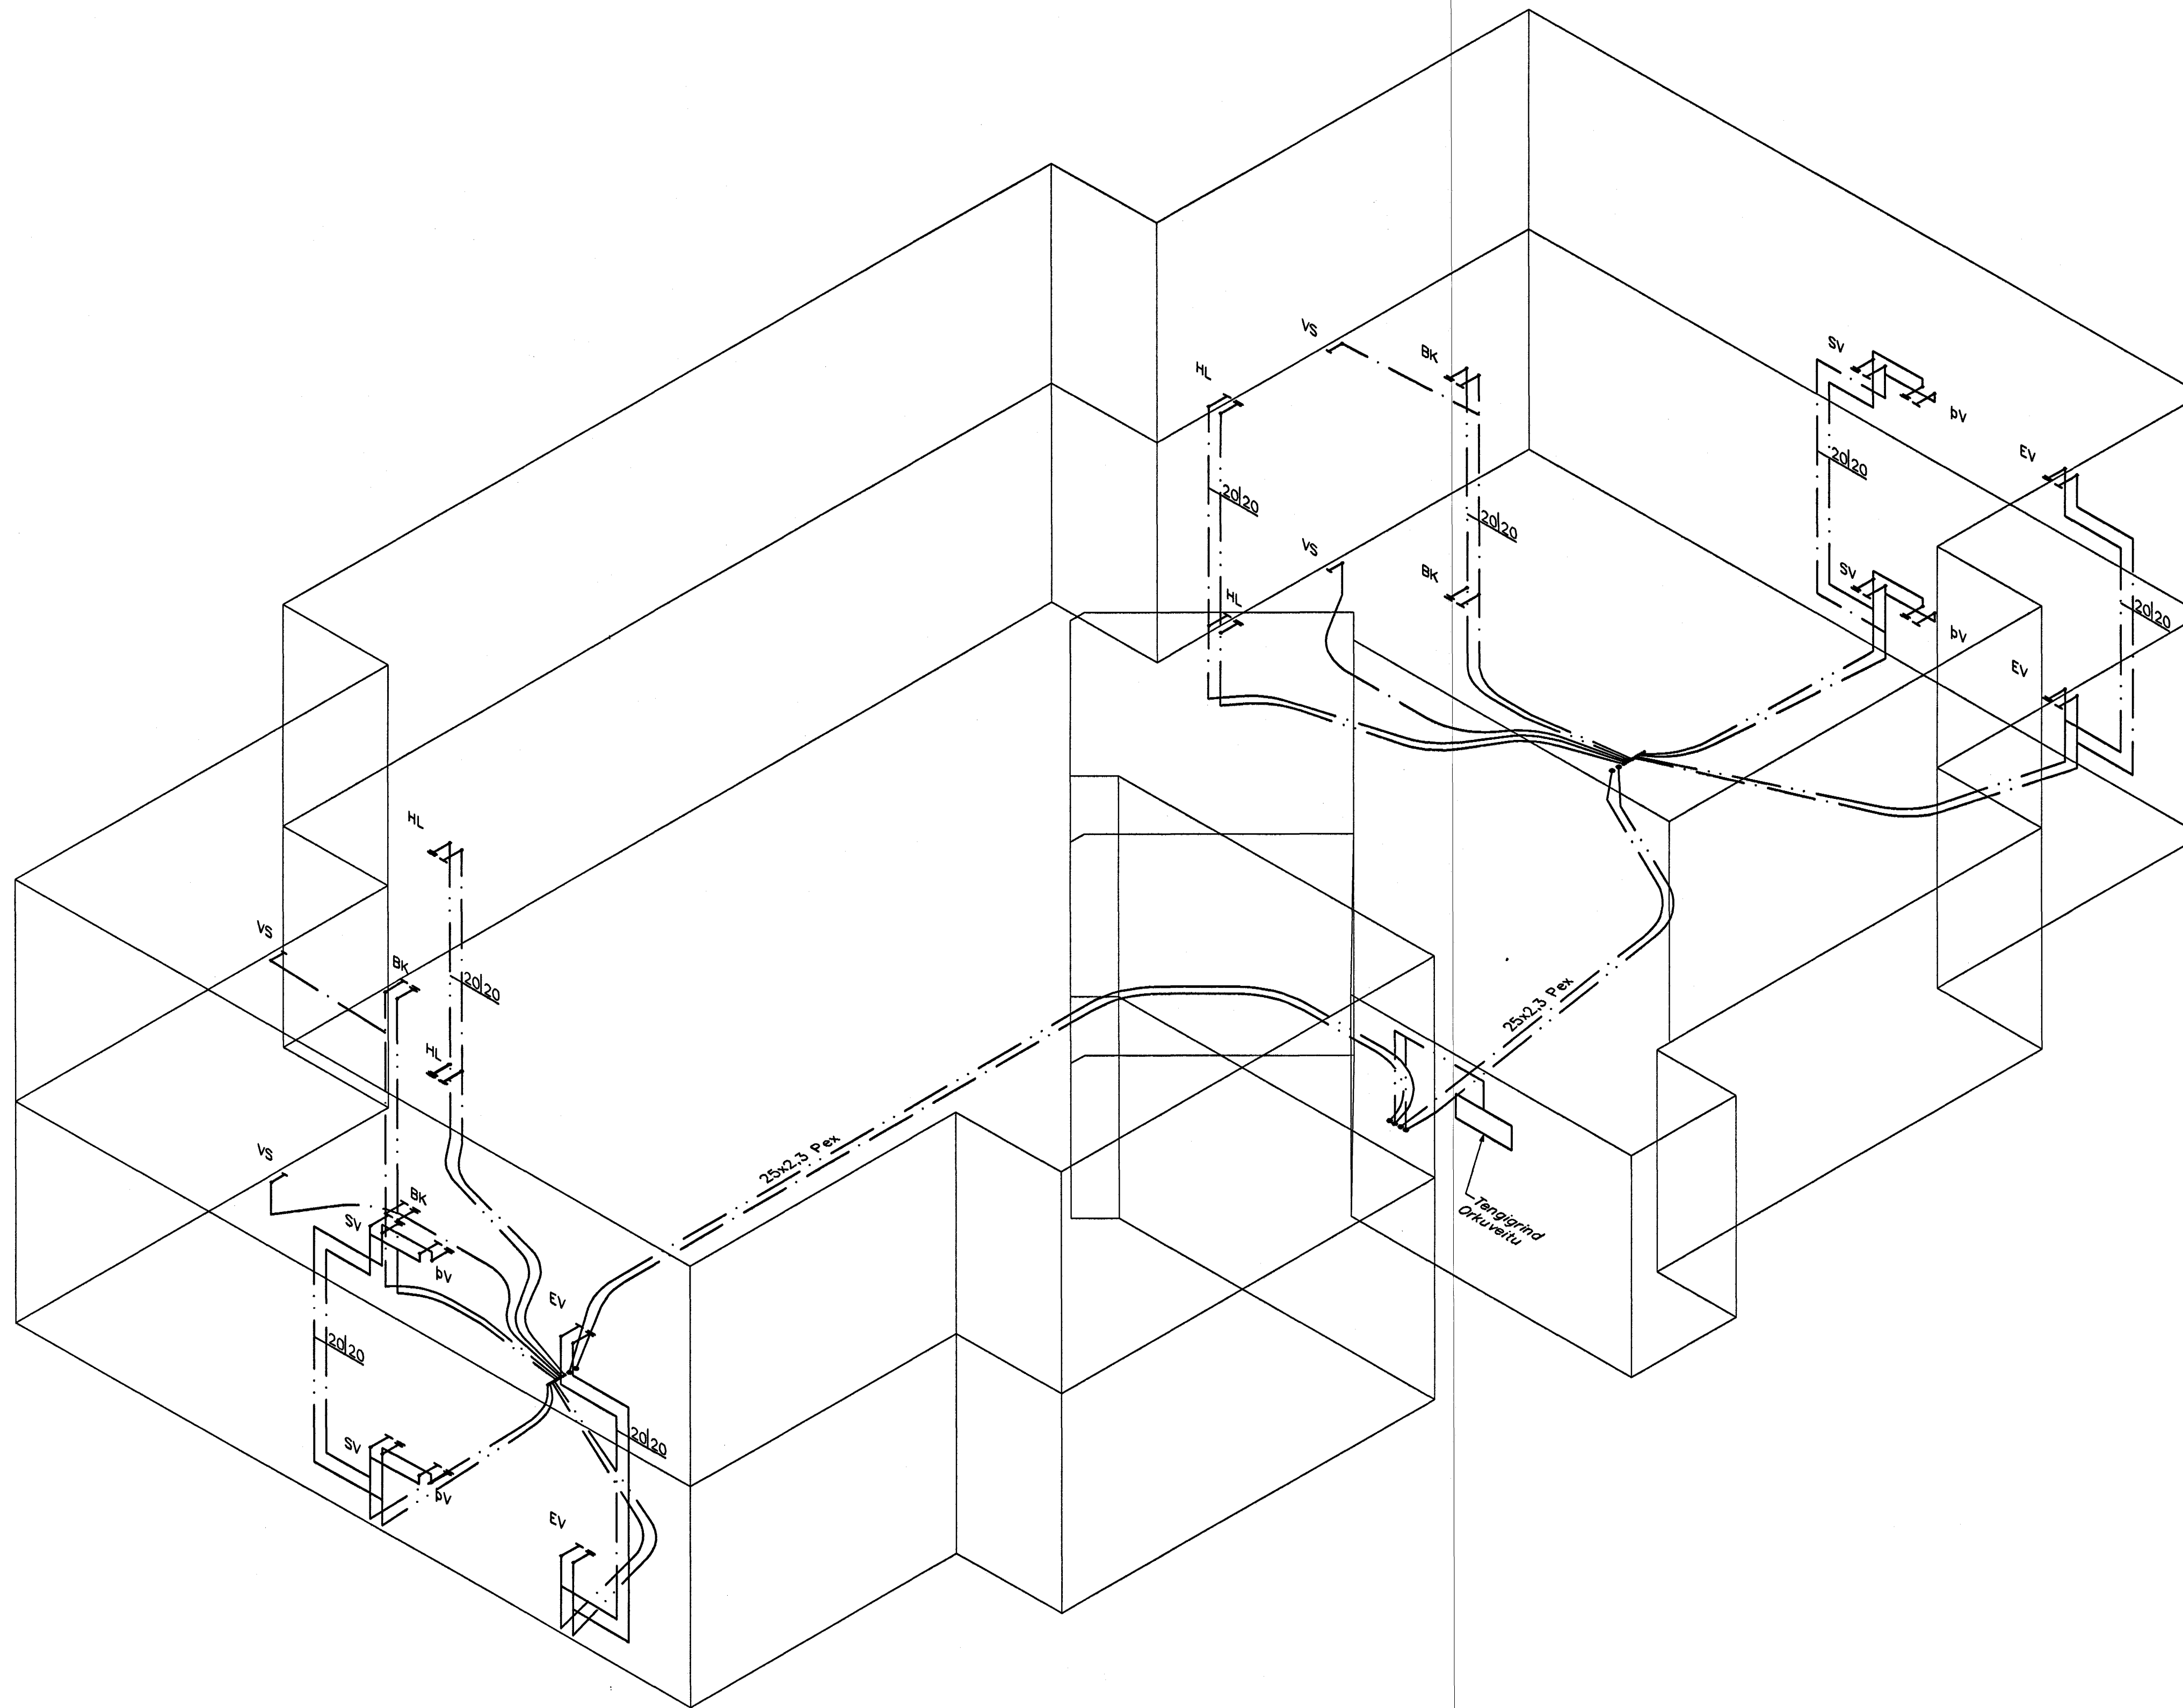 VS
BK
SV
HL
þV
EV
20|20
20|20
20|20
VS
BK
SV
HL
20|20
þV
EV
HL
VS
BK
20|20
25x2,3 Pex
HL
25x2,3 Pex
VS
BK
SV
Tengigrind
Orkuveitu
þV
EV
20|20
20|20
SV
þV
EV